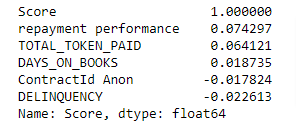 Score 1.000000
repayment performance 0.074297
TOTAL_TOKEN_PAID 0.064121
DAYS_ON_BOOKS 0.018735
ContractId Anon -0.017824
DELINQUENCY -0.022613
Name: Score, dtype: float64